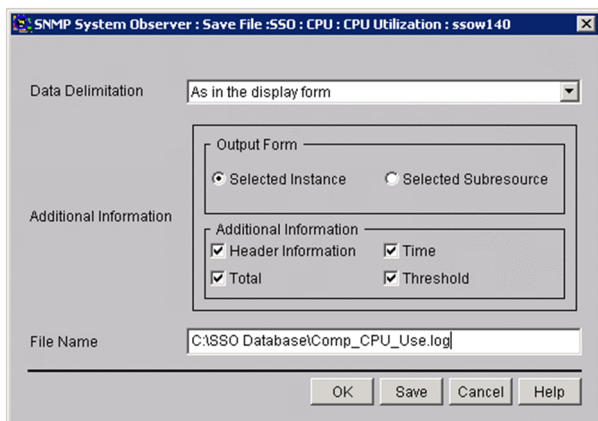 SNMP System Observer : Save File :SSO : CPU : CPU Utilization : ssow140
Data Delimitation
As in the display form
Output Form
Selected Instance
Selected Subresource
Additional Information
Additional Information
Header Information
Time
Total
Threshold
File Name
C:\SSO Database\Comp_CPU_Use.log
OK
Save
Cancel
Help